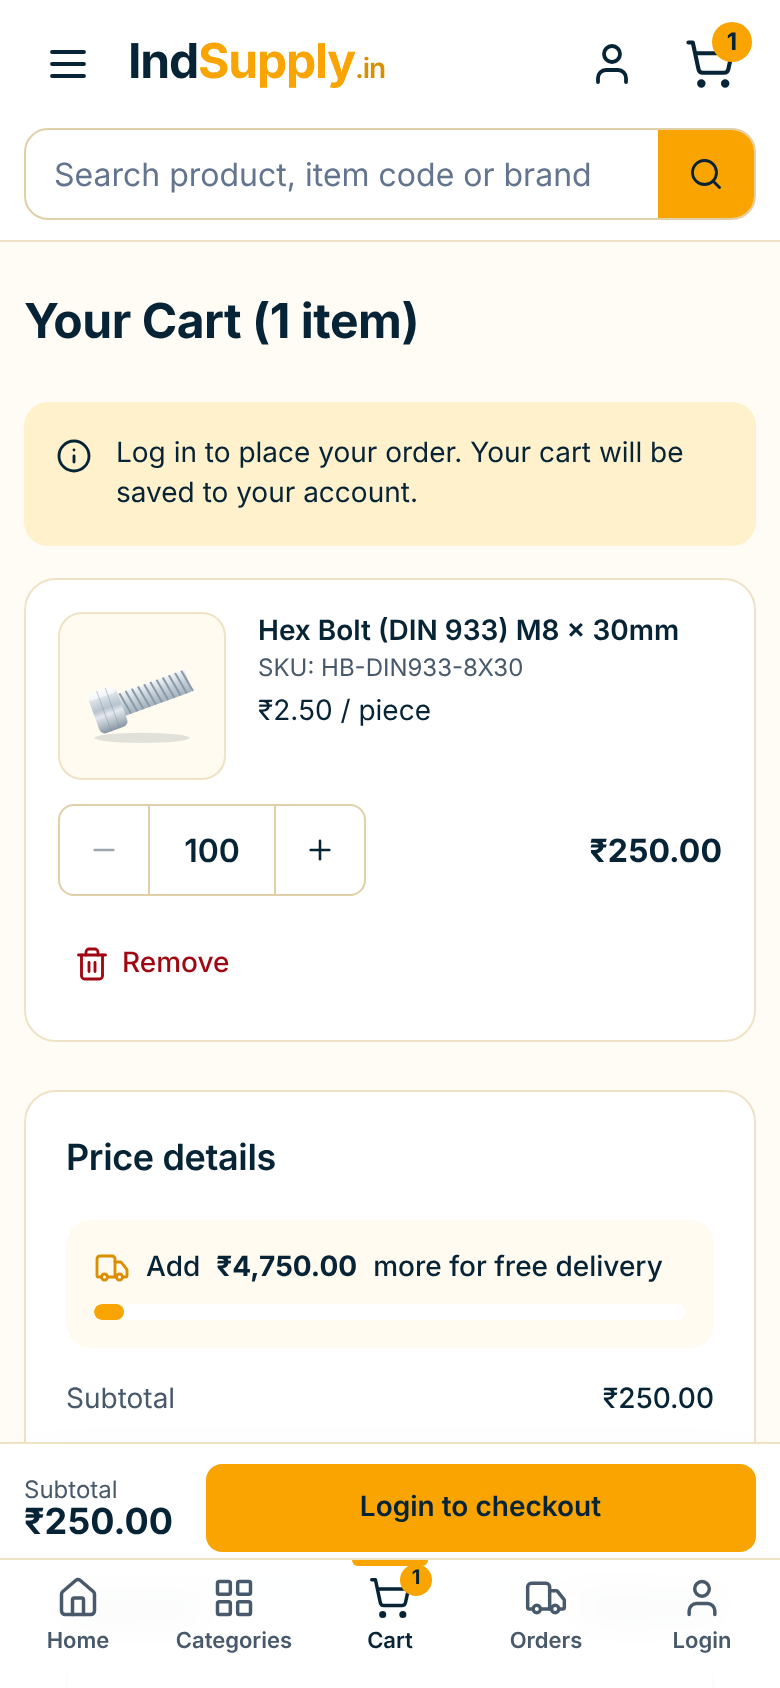 IndSupply.in
1
Search product, item code or brand
Your Cart (1 item)
Log in to place your order. Your cart will be
saved to your account.
Hex Bolt (DIN 933) M8 × 30mm
SKU: HB-DIN933-8X30
₹2.50 / piece
100
₹250.00
Remove
Price details
Add ₹4,750.00 more for free delivery
Subtotal ₹250.00
Subtotal
₹250.00
Login to checkout
1
Home Categories Cart Orders Login